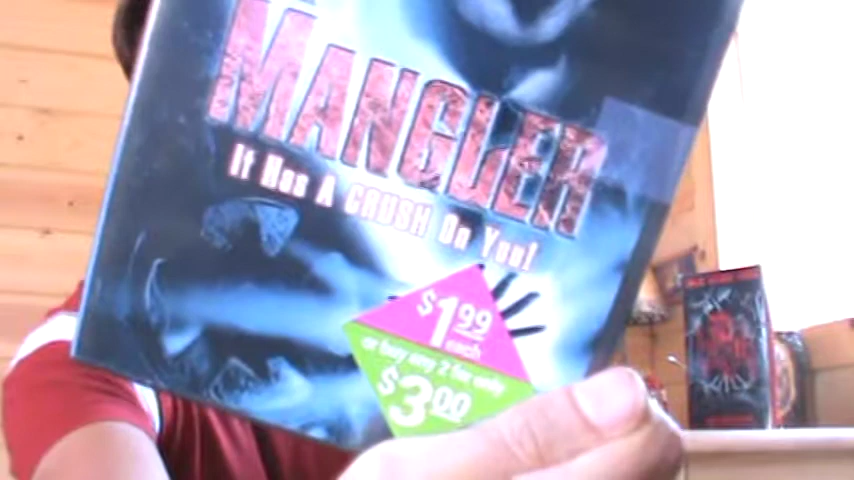 MANGLER
It Has A CRUSH On You!
$1.99
each
or buy any 2 for only
$3.00